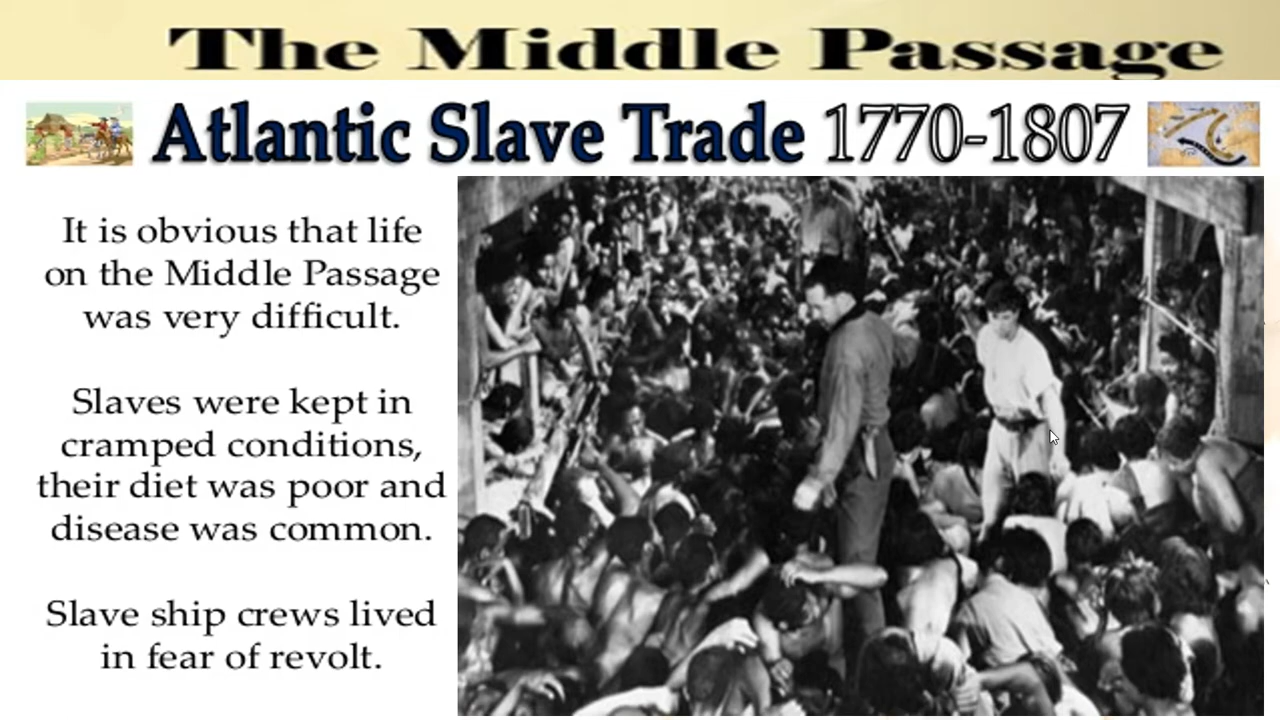 The Middle Passage
Atlantic Slave Trade 1770-1807
It is obvious that life
on the Middle Passage
was very difficult.
Slaves were kept in
cramped conditions,
their diet was poor and
disease was common.
Slave ship crews lived
in fear of revolt.